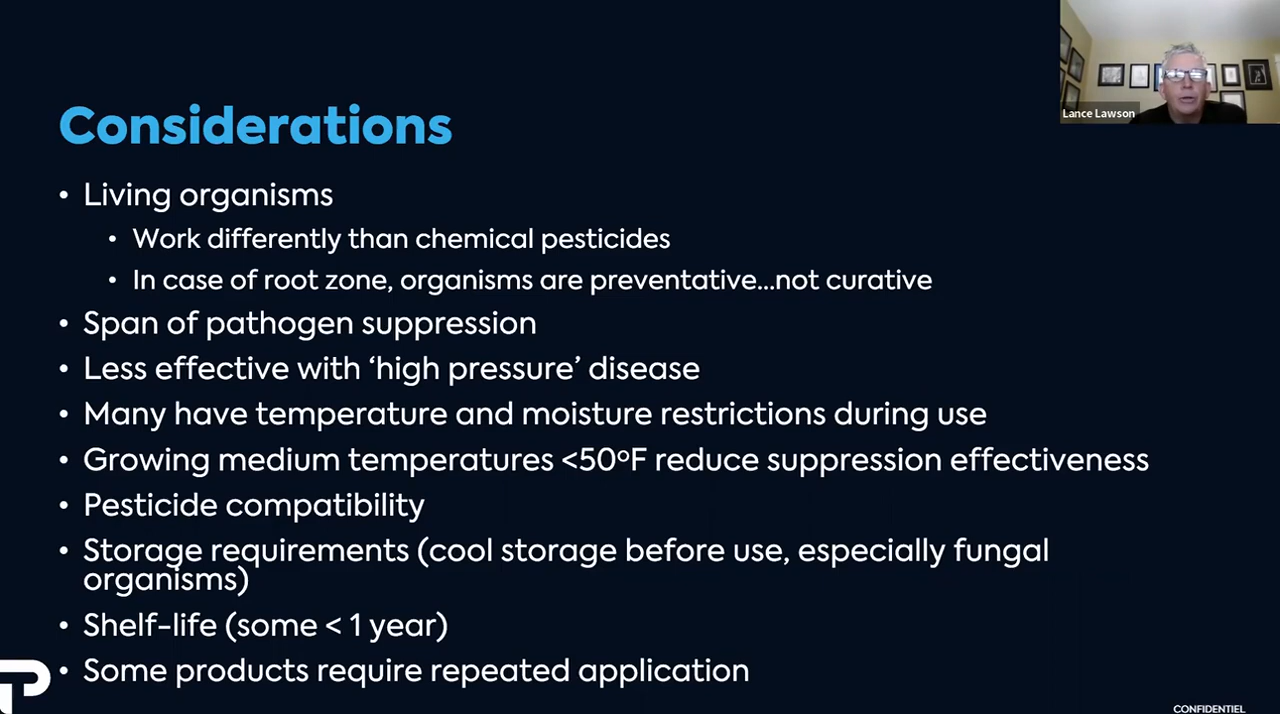 Lance Lawson
Considerations
• Living organisms
• Work differently than chemical pesticides
• In case of root zone, organisms are preventative...not curative
• Span of pathogen suppression
• Less effective with ‘high pressure’ disease
• Many have temperature and moisture restrictions during use
• Growing medium temperatures <50ºF reduce suppression effectiveness
• Pesticide compatibility
• Storage requirements (cool storage before use, especially fungal
organisms)
• Shelf-life (some < 1 year)
• Some products require repeated application
CONFIDENTIEL